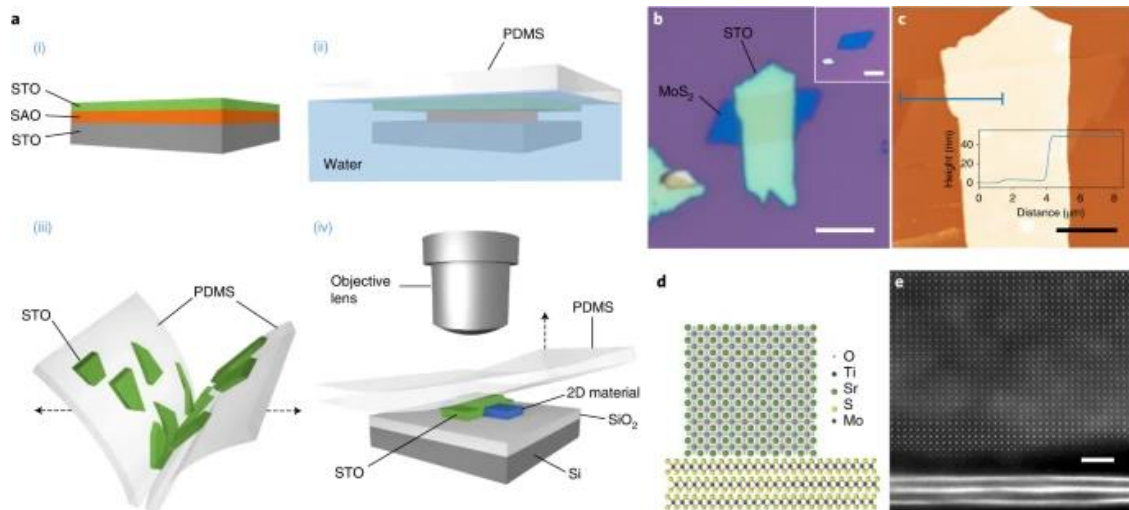 a
(i)
STO
SAO
STO
(ii)
PDMS
Water
(iii)
STO
PDMS
(iv)
Objective
lens
PDMS
2D material
SiO₂
STO
Si
b
STO
MoS₂
c
Height (nm)
40
20
0
0 2 4 6 8
Distance (μm)
d
O
Ti
Sr
S
Mo
e